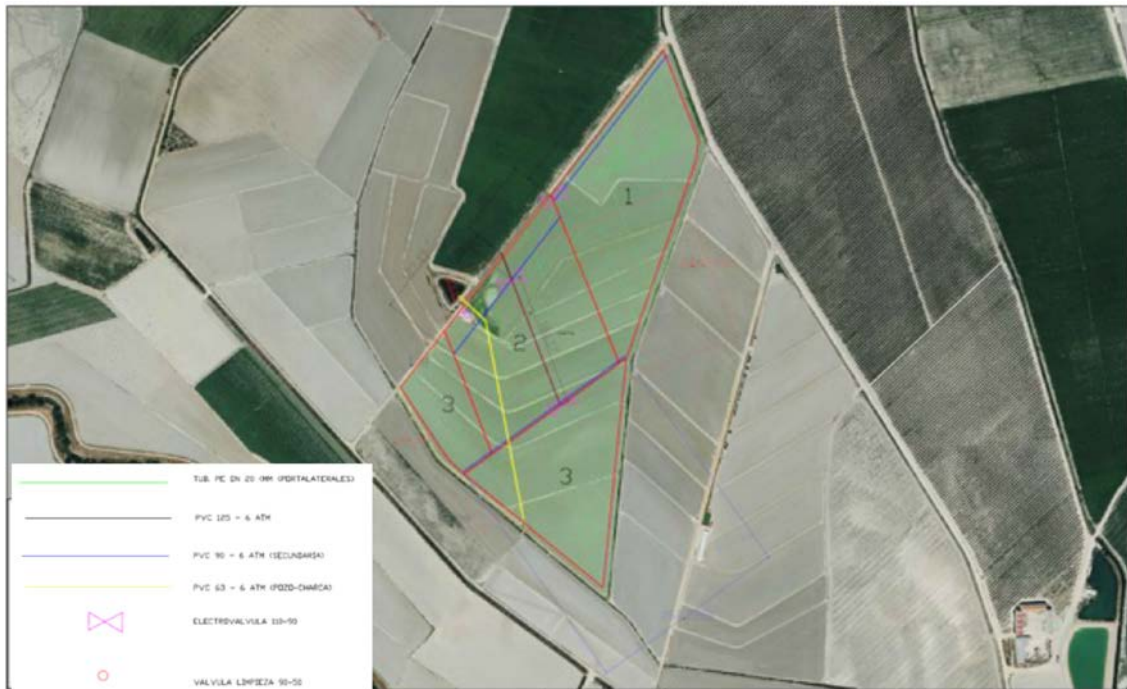 1
2
3
3
TUB. PE DN 20 (MM (PORTALATERALES)
PVC 125 - 6 ATM
PVC 90 - 6 ATM (SECUNDARIA)
PVC 63 - 6 ATM (POZO-CHARCA)
ELECTROVALVULA 110-90
VALVULA LIMPIEZA 90-50